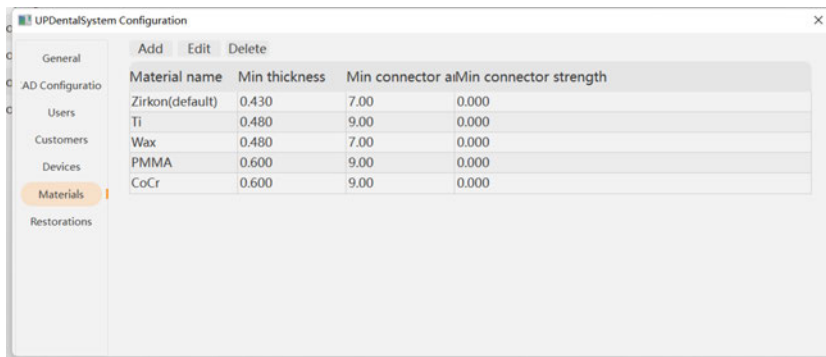 UPDentalSystem Configuration
Add Edit Delete
General
AD Configuratio
Users
Customers
Devices
Materials
Restorations
Material name Min thickness Min connector ar Min connector strength
Zirkon(default) 0.430 7.00 0.000
Ti 0.480 9.00 0.000
Wax 0.480 7.00 0.000
PMMA 0.600 9.00 0.000
CoCr 0.600 9.00 0.000